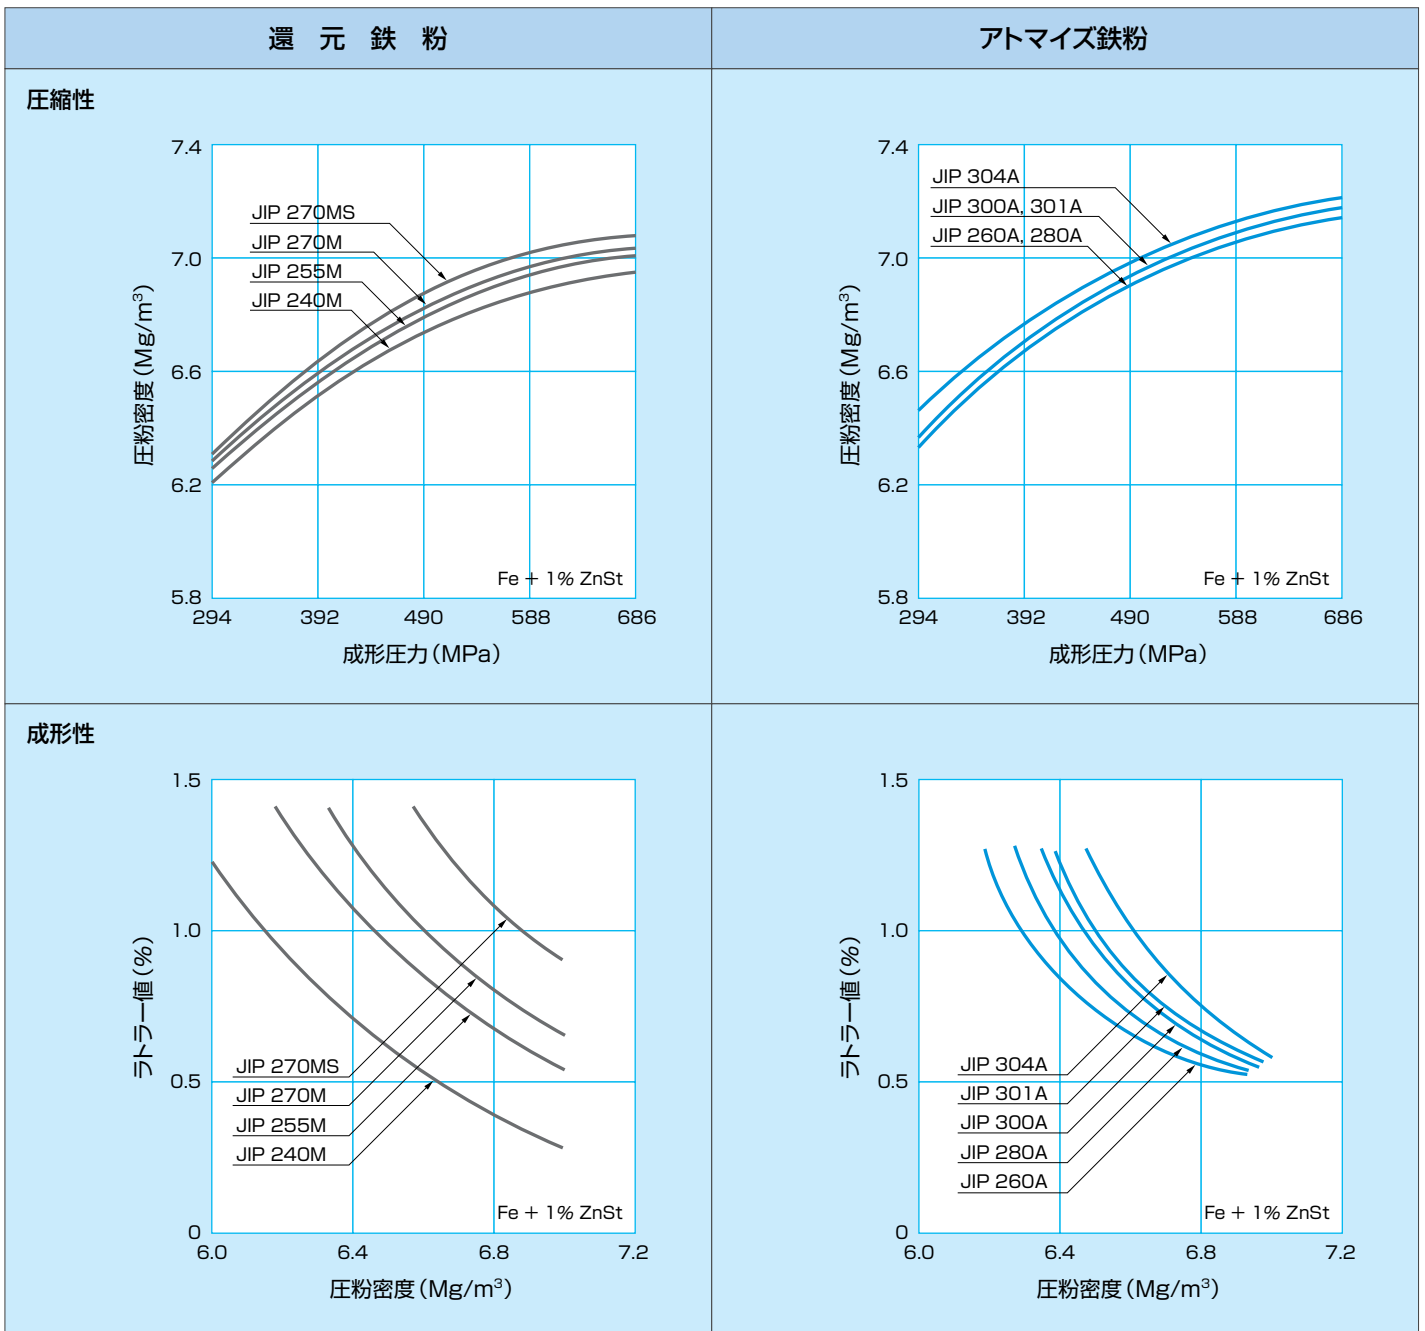 還 元 鉄 粉
アトマイズ鉄粉
圧縮性
7.4
7.0
6.6
6.2
5.8
圧粉密度(Mg/m³)
JIP 270MS
JIP 270M
JIP 255M
JIP 240M
Fe + 1% ZnSt
294 392 490 588 686
成形圧力(MPa)
7.4
7.0
6.6
6.2
5.8
圧粉密度(Mg/m³)
JIP 304A
JIP 300A, 301A
JIP 260A, 280A
Fe + 1% ZnSt
294 392 490 588 686
成形圧力(MPa)
成形性
1.5
1.0
0.5
0
ラトラー値(%)
JIP 270MS
JIP 270M
JIP 255M
JIP 240M
Fe + 1% ZnSt
6.0 6.4 6.8 7.2
圧粉密度(Mg/m³)
1.5
1.0
0.5
0
ラトラー値(%)
JIP 304A
JIP 301A
JIP 300A
JIP 280A
JIP 260A
Fe + 1% ZnSt
6.0 6.4 6.8 7.2
圧粉密度(Mg/m³)